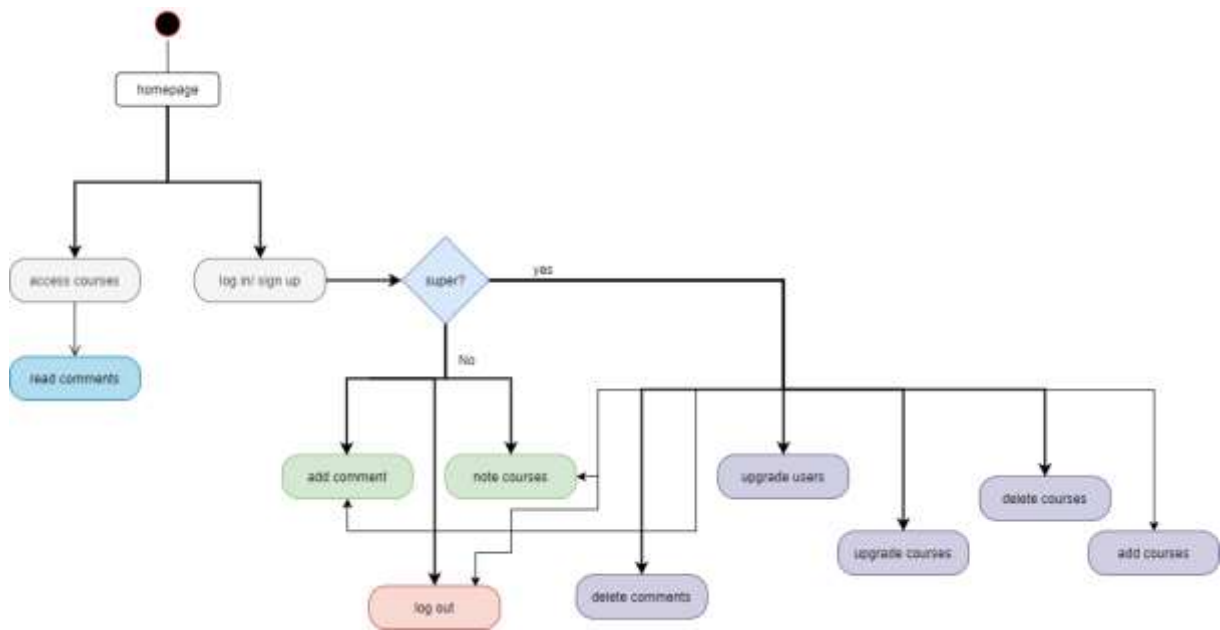 homepage
access courses
log in/ sign up
super?
yes
No
read comments
add comment
note courses
upgrade users
delete courses
upgrade courses
add courses
delete comments
log out